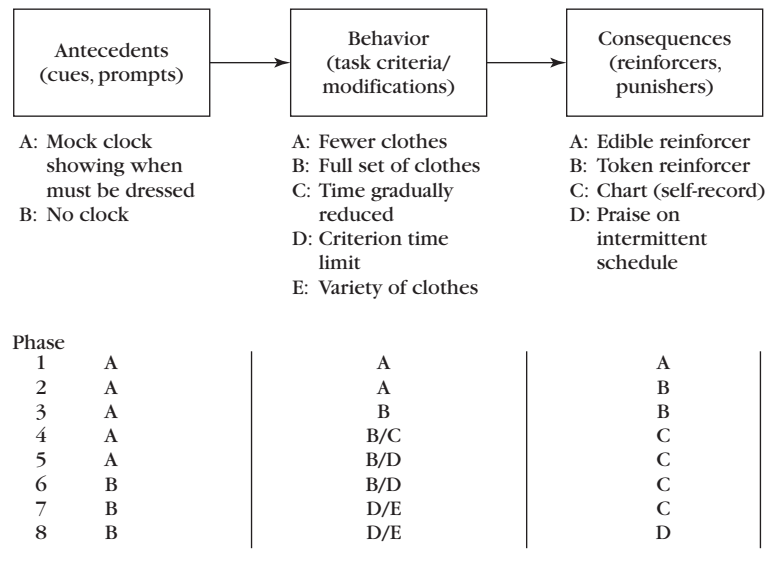 Antecedents
(cues, prompts)
Behavior
(task criteria/
modifications)
Consequences
(reinforcers,
punishers)
A: Mock clock
showing when
must be dressed
B: No clock
A: Fewer clothes
B: Full set of clothes
C: Time gradually
reduced
D: Criterion time
limit
E: Variety of clothes
A: Edible reinforcer
B: Token reinforcer
C: Chart (self-record)
D: Praise on
intermittent
schedule
Phase
1 A A A
2 A A B
3 A B B
4 A B/C C
5 A B/D C
6 B B/D C
7 B D/E C
8 B D/E D